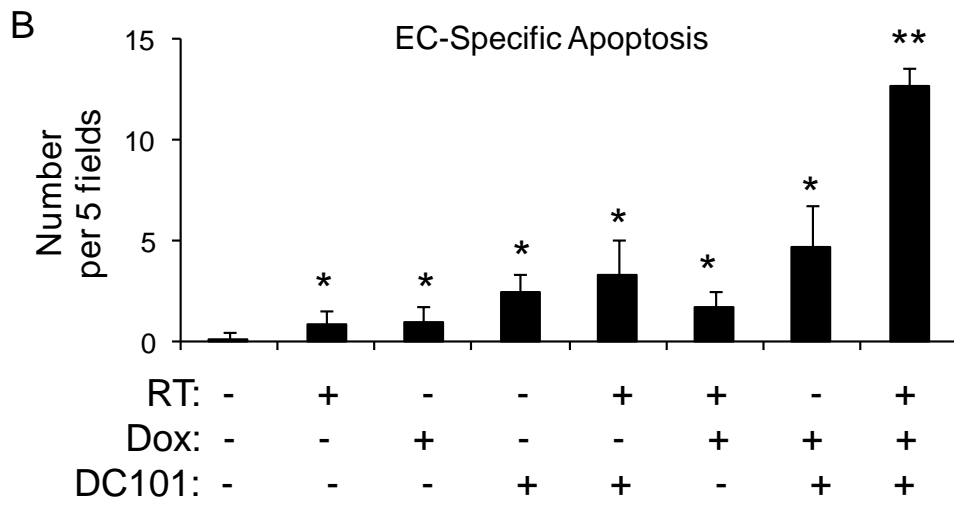 B
EC-Specific Apoptosis
Number
per 5 fields
15
10
5
0
* * * * * * **
RT: - + - - + + - +
Dox: - - + - - + + +
DC101: - - - + + - + +